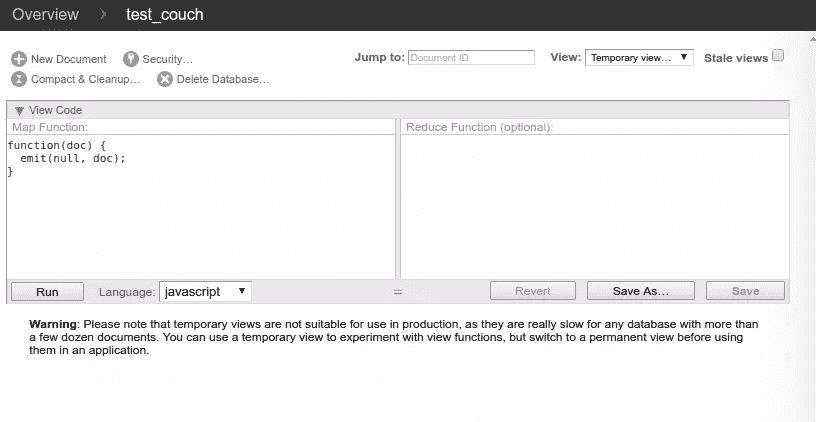 Overview > test_couch
New Document Security...
Jump to: Document ID View: Temporary view... ▼ Stale views
Compact & Cleanup... Delete Database...
▼ View Code
Map Function: Reduce Function (optional):
function(doc) {
  emit(null, doc);
}
Run Language: javascript ▼ = Revert Save As... Save
Warning: Please note that temporary views are not suitable for use in production, as they are really slow for any database with more than
a few dozen documents. You can use a temporary view to experiment with view functions, but switch to a permanent view before using
them in an application.